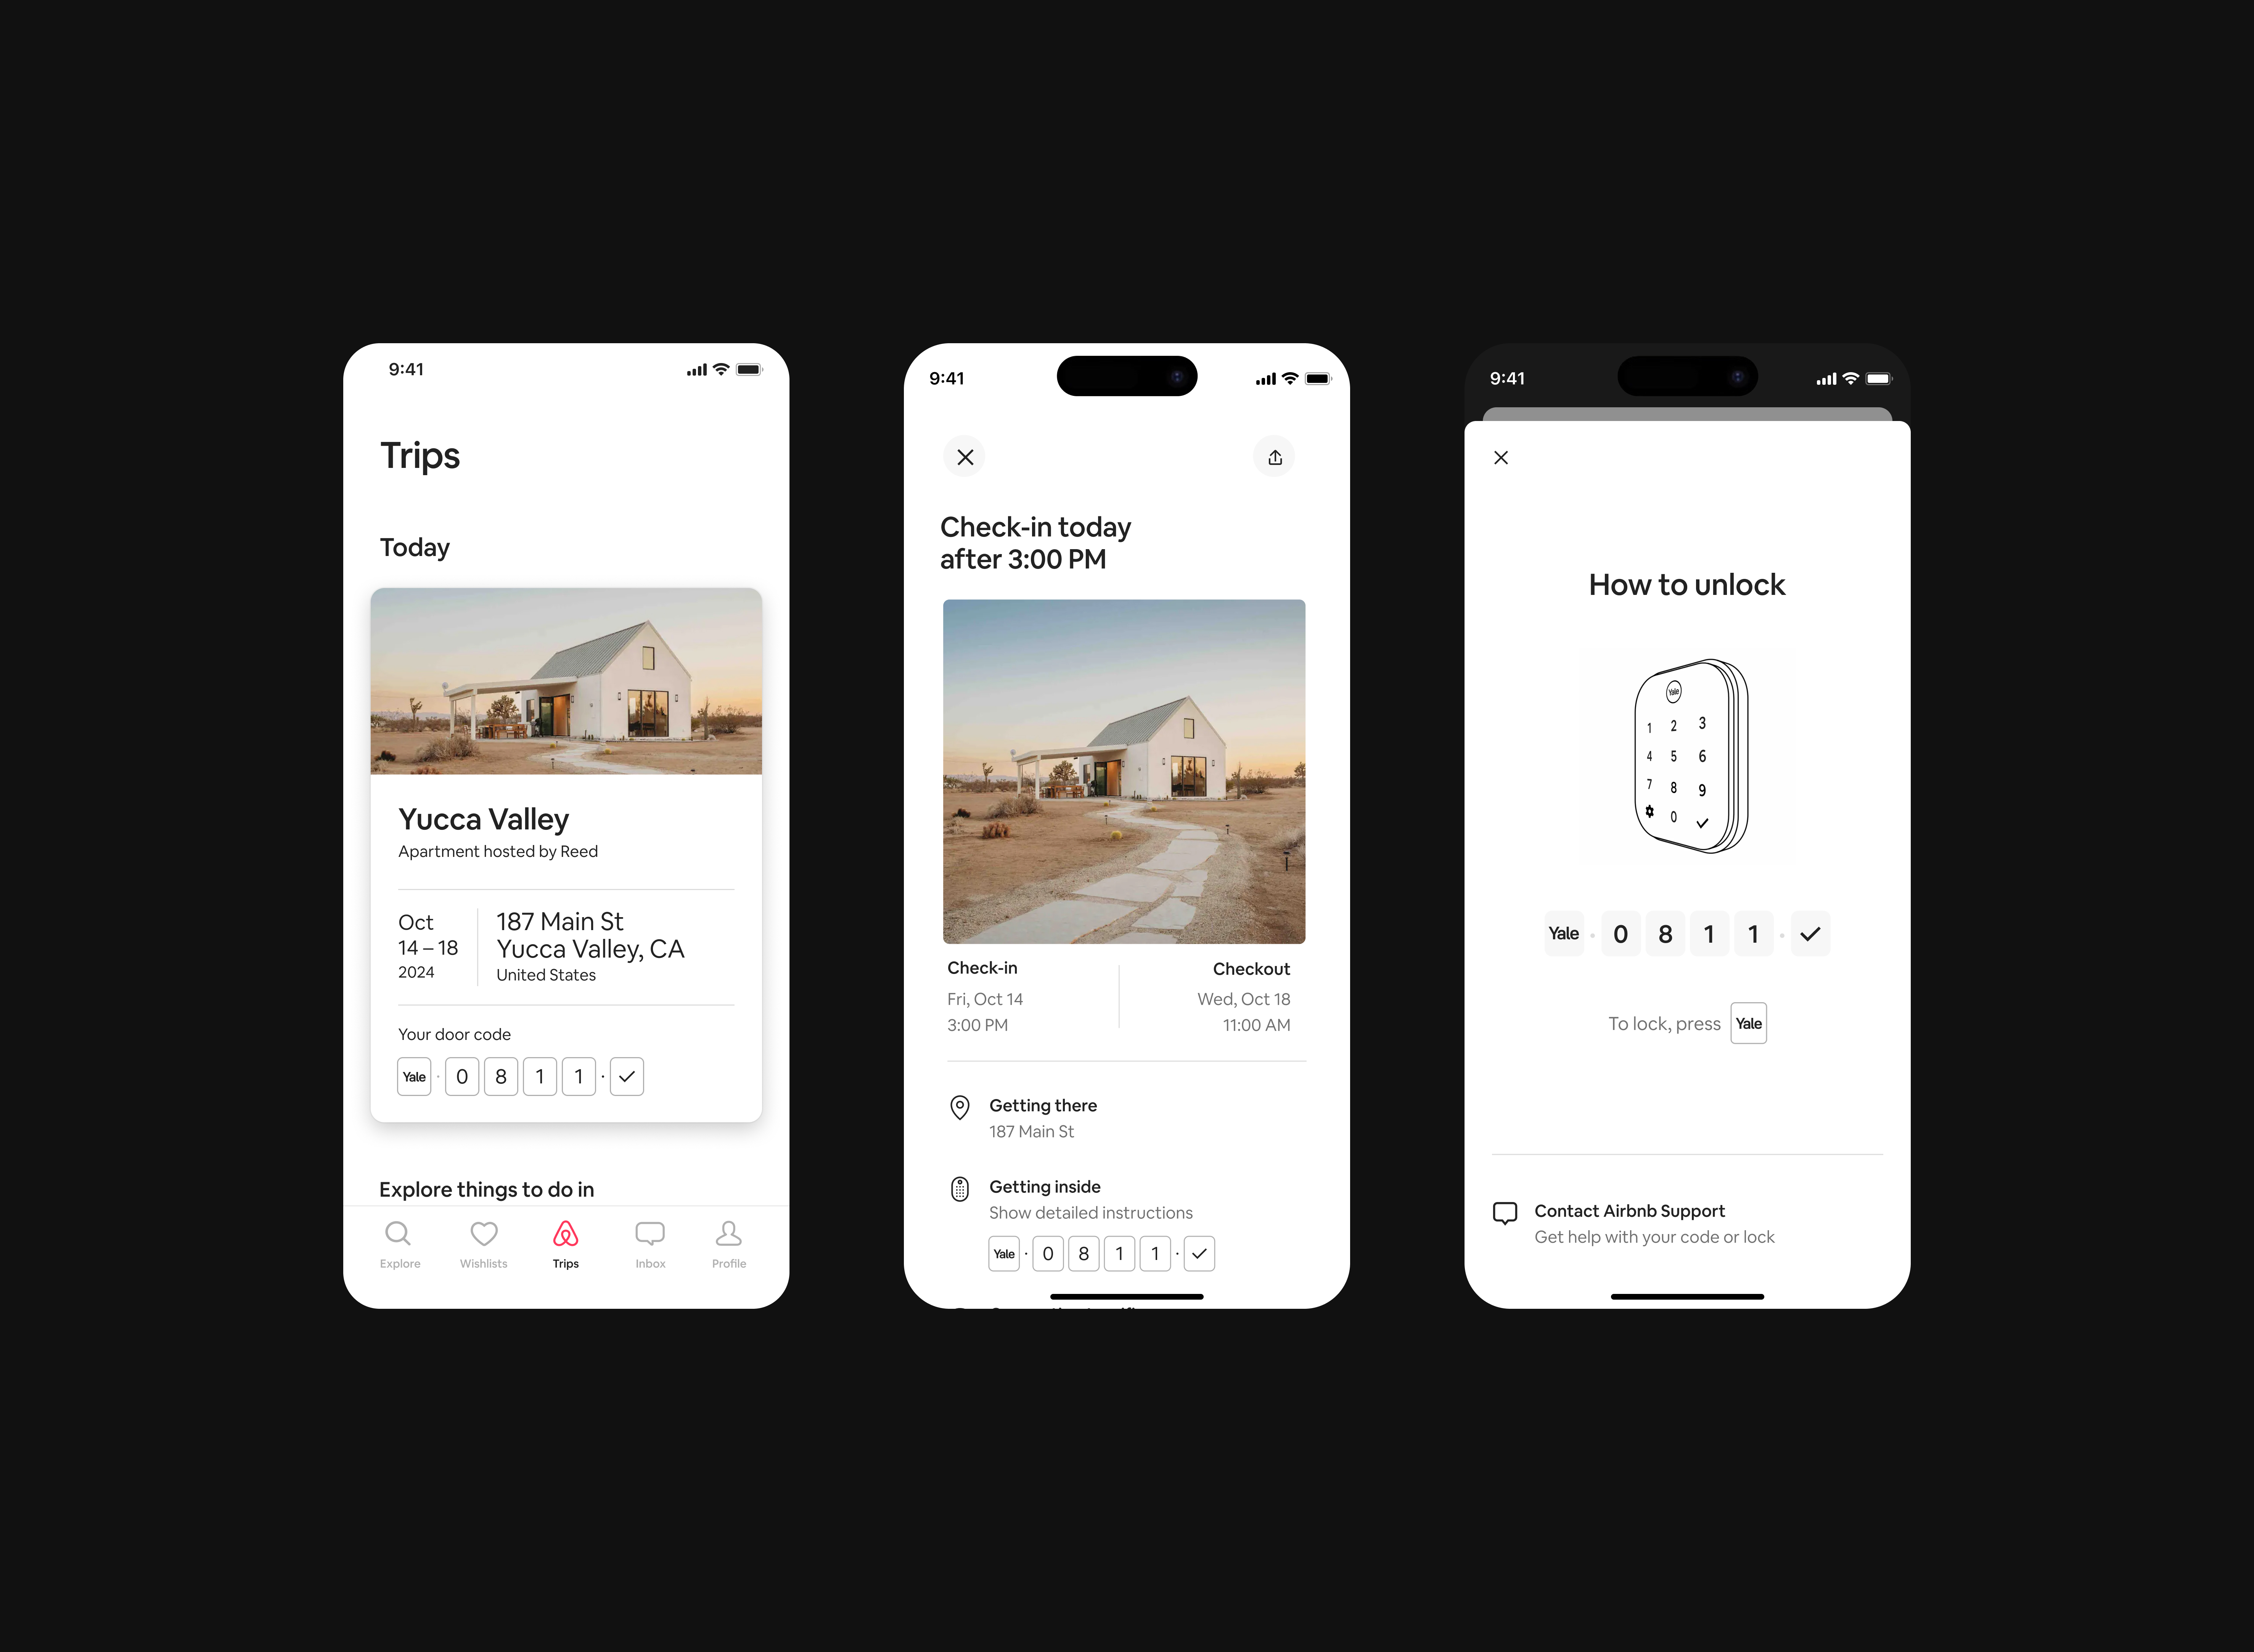 9:41
Trips
Today
Yucca Valley
Apartment hosted by Reed
Oct
14 – 18
2024
187 Main St
Yucca Valley, CA
United States
Your door code
Yale · 0 8 1 1 · ✓
Explore things to do in
Explore Wishlists Trips Inbox Profile
9:41
Check-in today
after 3:00 PM
Check-in
Fri, Oct 14
3:00 PM
Checkout
Wed, Oct 18
11:00 AM
Getting there
187 Main St
Getting inside
Show detailed instructions
Yale · 0 8 1 1 · ✓
9:41
How to unlock
Yale
1 2 3
4 5 6
7 8 9
0 ✓
Yale · 0 8 1 1 · ✓
To lock, press Yale
Contact Airbnb Support
Get help with your code or lock